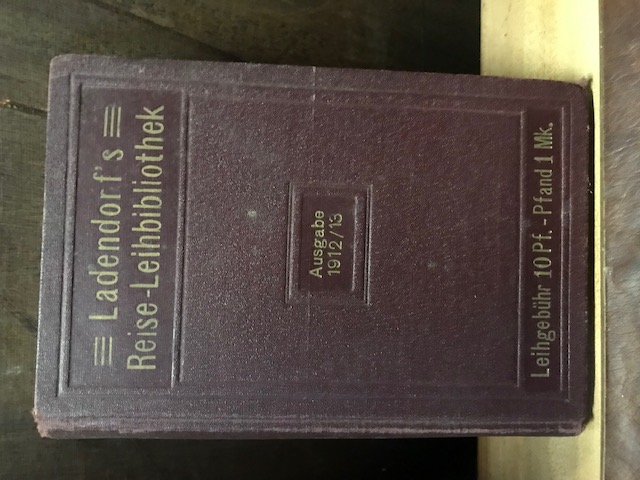 Ladendorf's
Reise-Leihbibliothek
Ausgabe
1912/13
Leihgebühr 10 Pf. - Pfand 1 Mk.